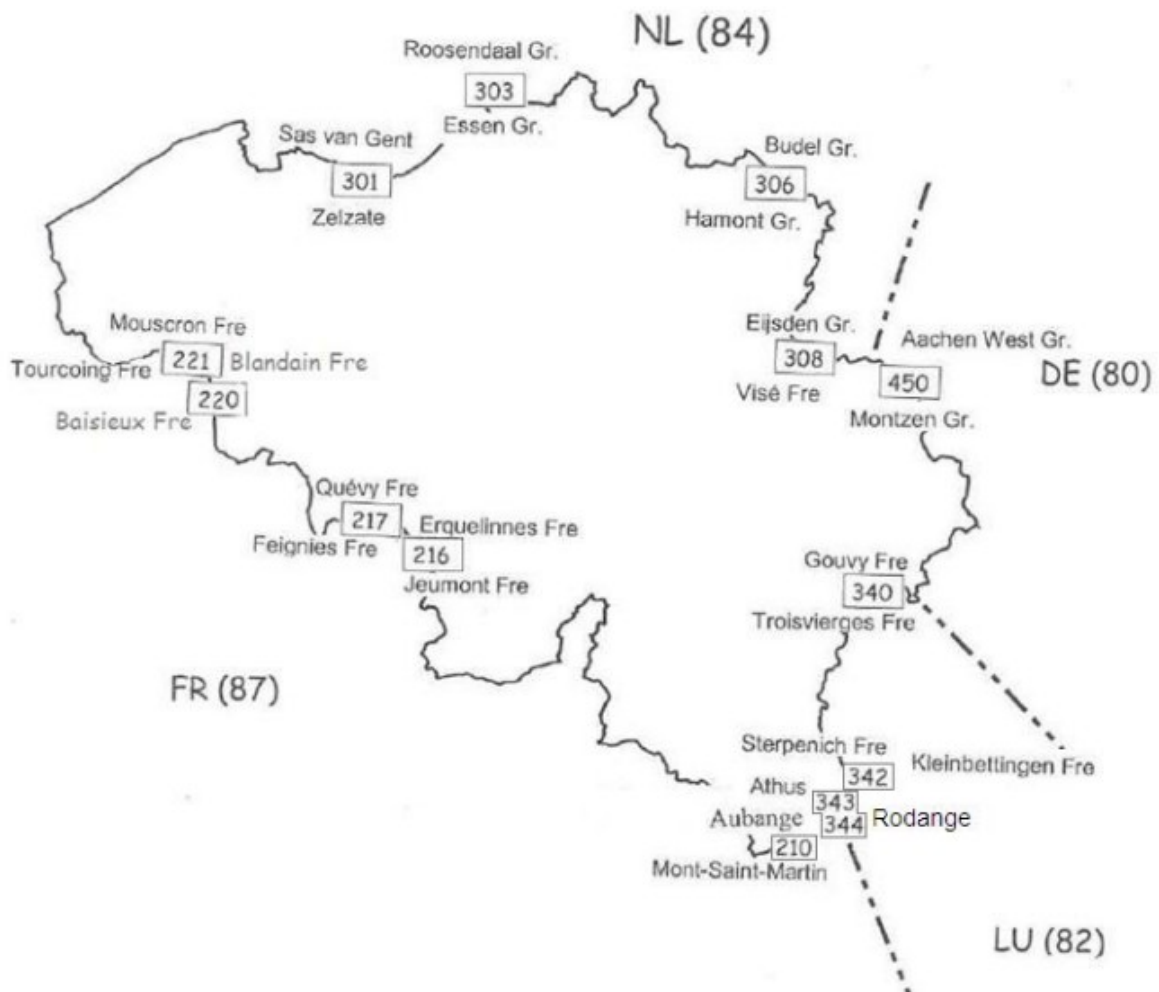 NL (84)
Roosendaal Gr.
303
Essen Gr.
Sas van Gent
301
Zelzate
Budel Gr.
306
Hamont Gr.
Mouscron Fre
221
Tourcoing Fre
Blandain Fre
220
Baisieux Fre
Eijsden Gr.
308
Visé Fre
Aachen West Gr.
450
DE (80)
Montzen Gr.
Quévy Fre
217
Feignies Fre
Erquelinnes Fre
216
Jeumont Fre
Gouvy Fre
340
Troisvierges Fre
FR (87)
Sterpenich Fre
342
Kleinbettingen Fre
Athus
343
Aubange
344
Rodange
210
Mont-Saint-Martin
LU (82)